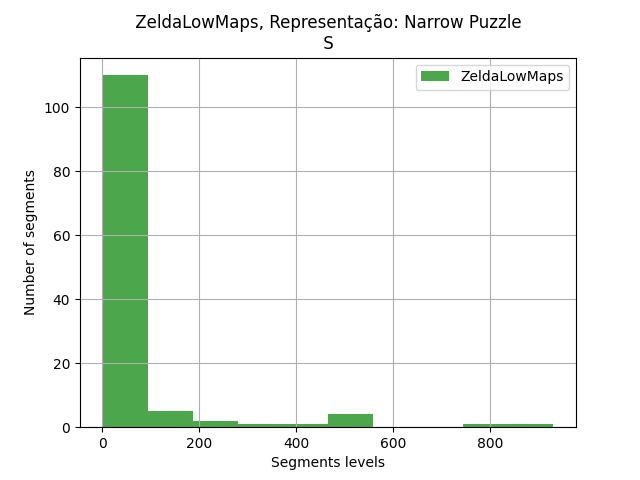 ZeldaLowMaps, Representação: Narrow Puzzle
S
ZeldaLowMaps
Number of segments
100
80
60
40
20
0
0 200 400 600 800
Segments levels